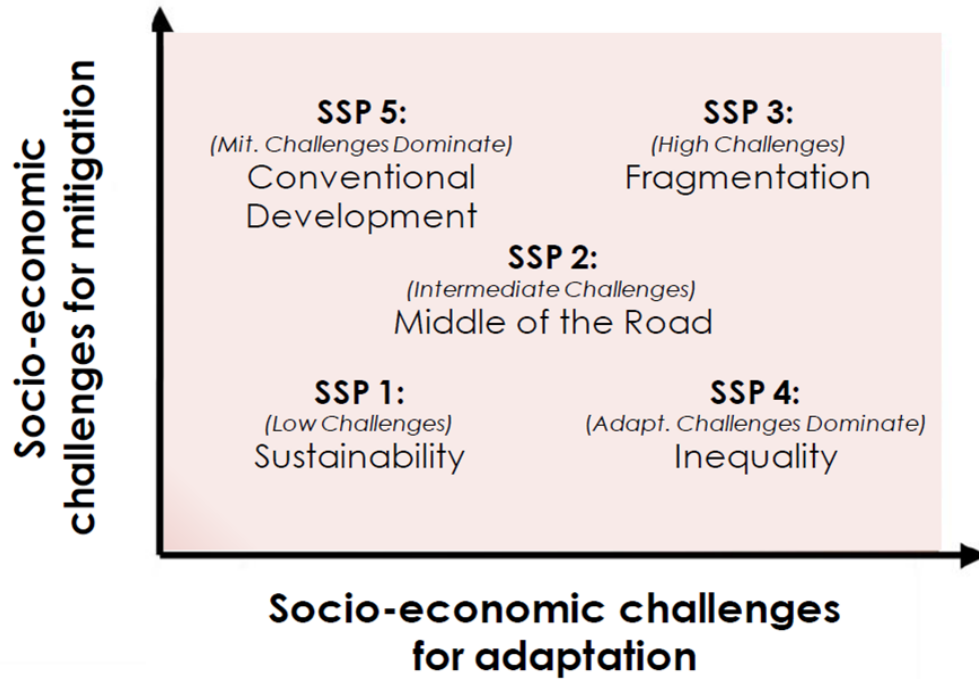 Socio-economic
challenges for mitigation
SSP 5:
(Mit. Challenges Dominate)
Conventional
Development
SSP 3:
(High Challenges)
Fragmentation
SSP 2:
(Intermediate Challenges)
Middle of the Road
SSP 1:
(Low Challenges)
Sustainability
SSP 4:
(Adapt. Challenges Dominate)
Inequality
Socio-economic challenges
for adaptation